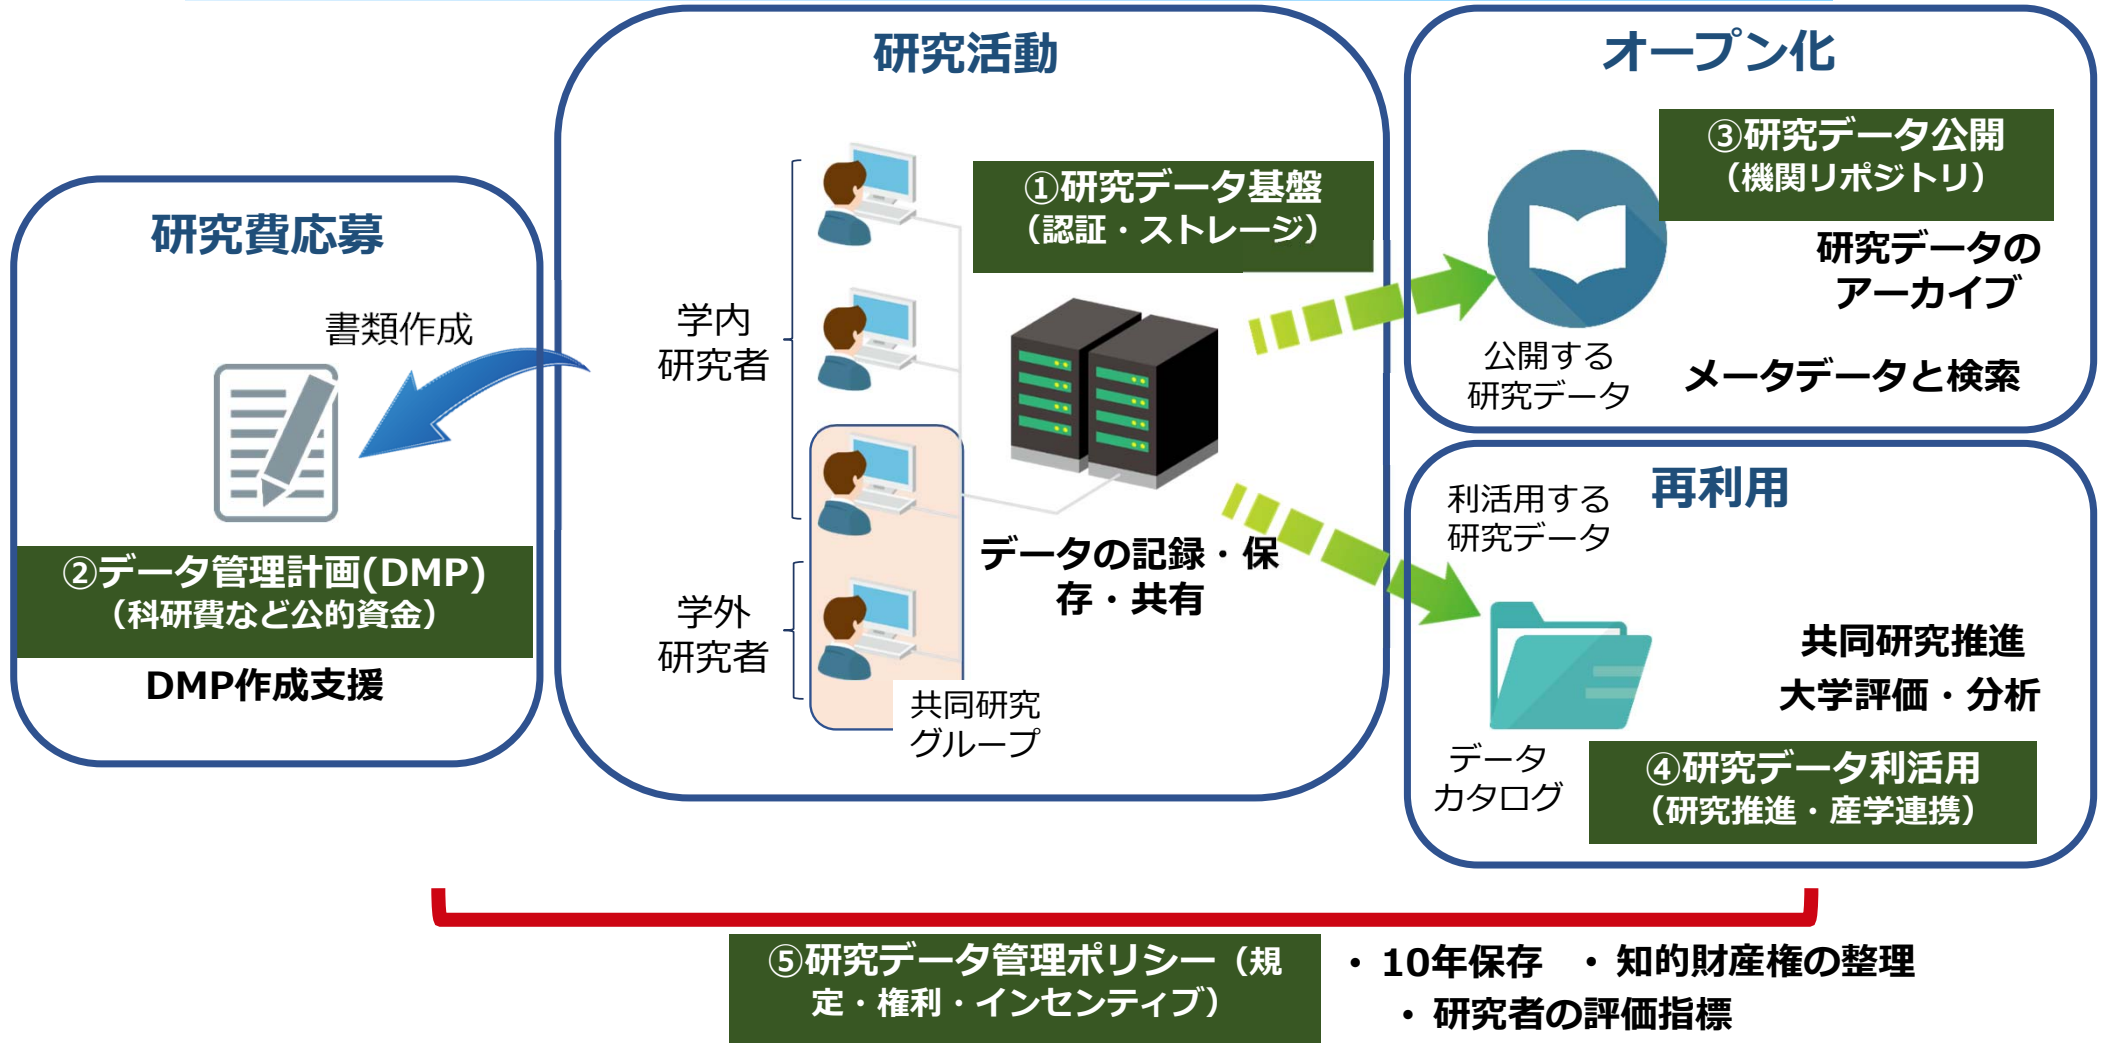 研究費応募
書類作成
②データ管理計画(DMP)
（科研費など公的資金）
DMP作成支援
研究活動
学内
研究者
学外
研究者
共同研究
グループ
①研究データ基盤
（認証・ストレージ）
データの記録・保
存・共有
オープン化
③研究データ公開
（機関リポジトリ）
研究データの
アーカイブ
公開する
研究データ
メータデータと検索
再利用
利活用する
研究データ
共同研究推進
大学評価・分析
データ
カタログ
④研究データ利活用
（研究推進・産学連携）
⑤研究データ管理ポリシー（規
定・権利・インセンティブ）
・10年保存　・知的財産権の整理
・研究者の評価指標